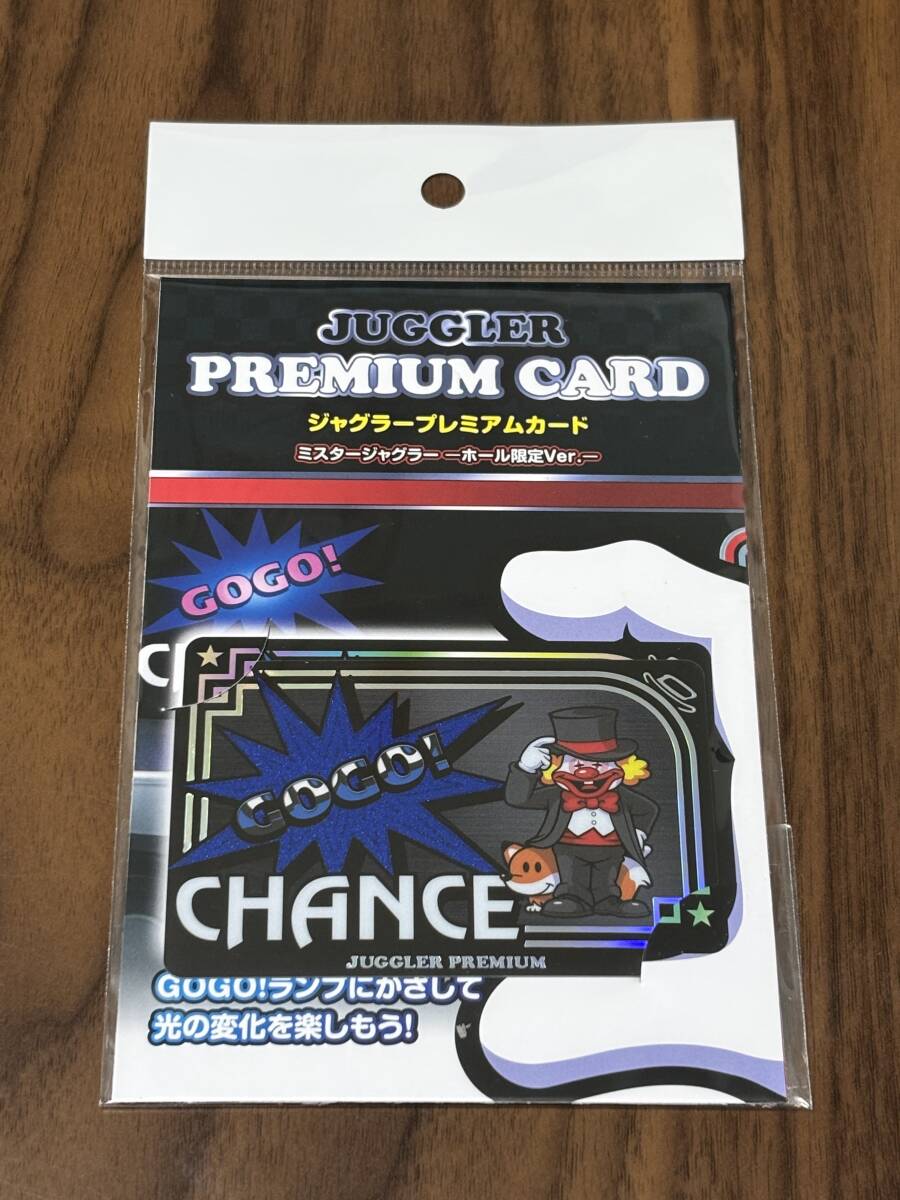 JUGGLER
PREMIUM CARD
ジャグラープレミアムカード
ミスタージャグラー ーホール限定Ver.ー
GOGO!
GOGO!
CHANCE
JUGGLER PREMIUM
GOGO!ランプにかざして
光の変化を楽しもう!